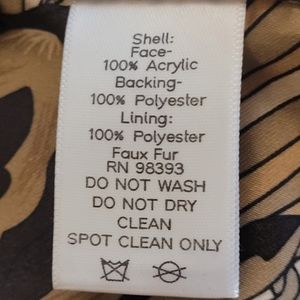 Shell:
Face-
100% Acrylic
Backing-
100% Polyester
Lining:
100% Polyester
Faux Fur
RN 98393
DO NOT WASH
DO NOT DRY
CLEAN
SPOT CLEAN ONLY